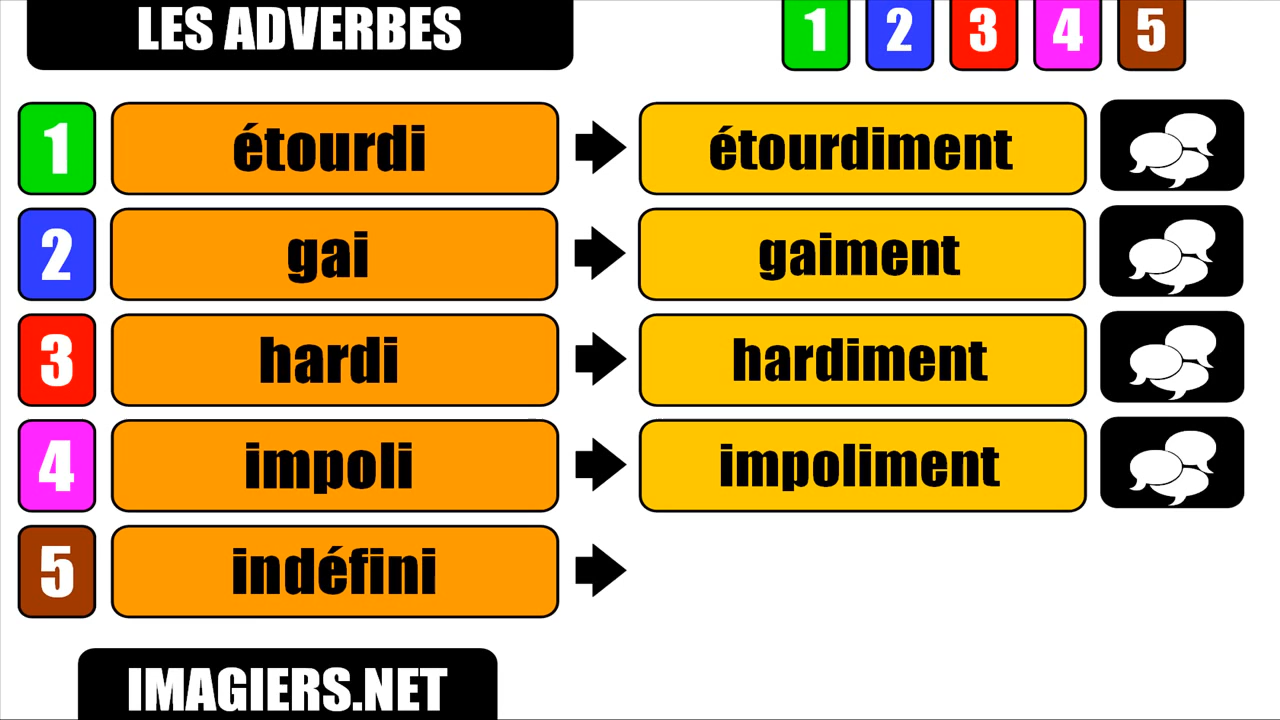 LES ADVERBES
1 2 3 4 5
1 étourdi étourdiment
2 gai gaiment
3 hardi hardiment
4 impoli impoliment
5 indéfini
IMAGIERS.NET